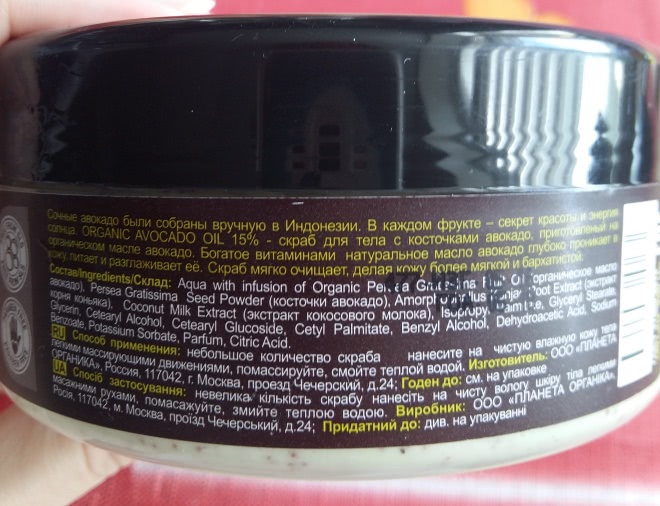 Сочные авокадо были собраны вручную в Индонезии. В каждом фрукте – секрет красоты и энергия
солнца. ORGANIC AVOCADO OIL 15% - скраб для тела с косточками авокадо, приготовленный на
органическом масле авокадо. Богатое витаминами натуральное масло авокадо глубоко проникает в
кожу, питает и разглаживает её. Скраб мягко очищает, делая кожу более мягкой и бархатистой.
Состав/Ingredients/Склад: Aqua with infusion of Organic Persea Gratissima Oil (органическое масло
авокадо), Persea Gratissima Seed Powder (косточки авокадо), Root Extract (экстракт
корня коньяка), Coconut Milk Extract (экстракт кокосового молока), Glyceryl Stearate,
Glycerin, Cetearyl Alcohol, Cetearyl Glucoside, Cetyl Palmitate, Benzyl Alcohol, Dehydroacetic Acid, Sodium
Benzoate, Potassium Sorbate, Parfum, Citric Acid.
RU Способ применения: небольшое количество скраба нанесите на чистую влажную кожу тела
легкими массирующими движениями, помассируйте, смойте теплой водой. Изготовитель: ООО «ПЛАНЕТА
ОРГАНИКА», Россия, 117042, г. Москва, проезд Чечерский, д.24; Годен до: см. на упаковке
UA Спосіб застосування: невелика кількість скрабу нанесіть на чисту вологу шкіру тіла легкими
масажними рухами, помасажуйте, змийте теплою водою. Виробник: ООО «ПЛАНЕТА ОРГАНІКА»,
Росія, 117042, м. Москва, проїзд Чечерський, д.24; Придатний до: див. на упакуванні